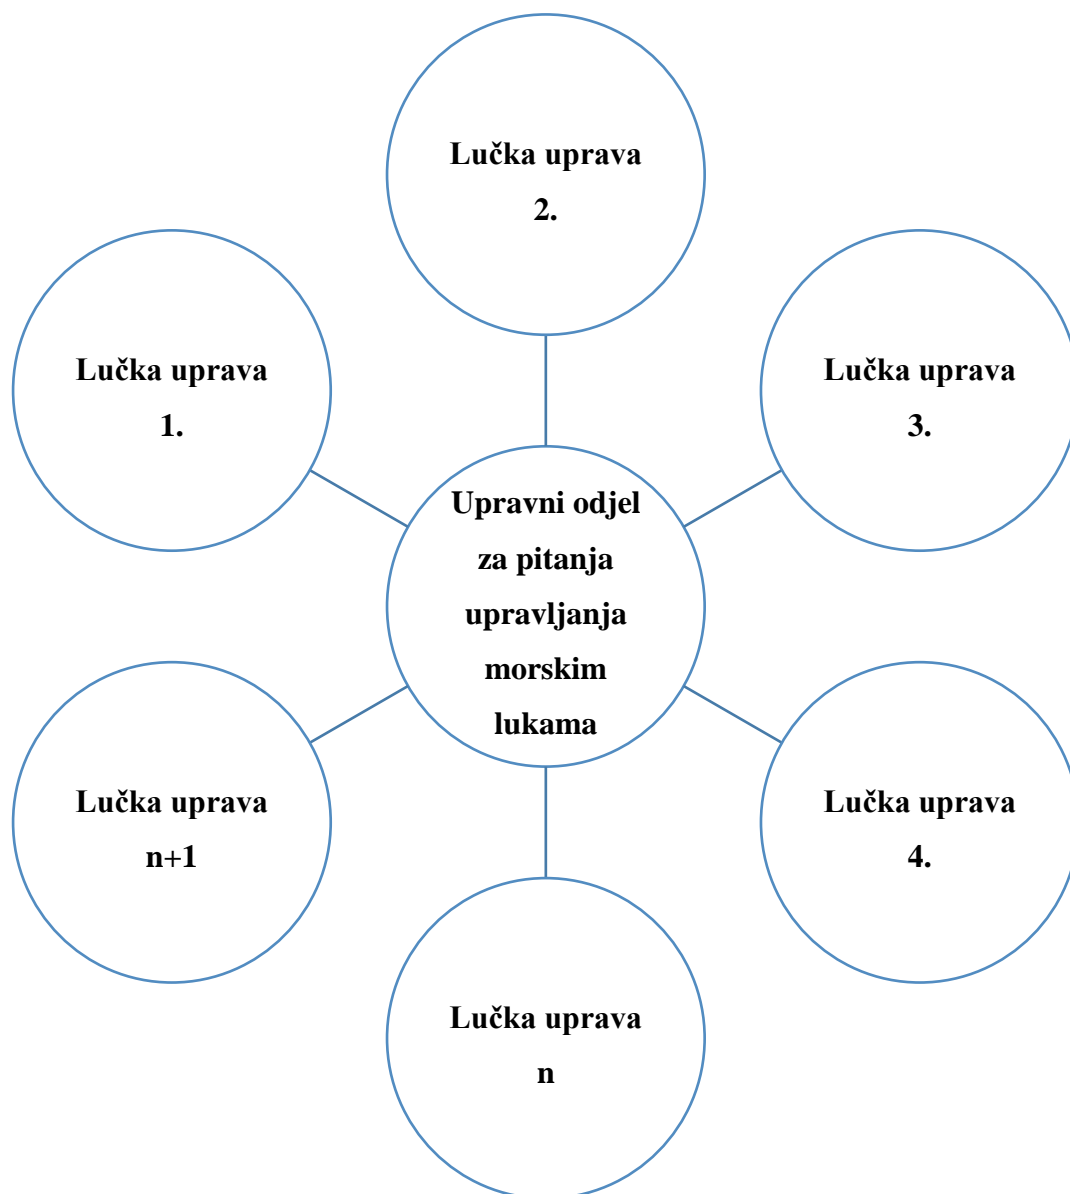 Lučka uprava
2.
Lučka uprava
1.
Lučka uprava
3.
Upravni odjel
za pitanja
upravljanja
morskim
lukama
Lučka uprava
n+1
Lučka uprava
4.
Lučka uprava
n